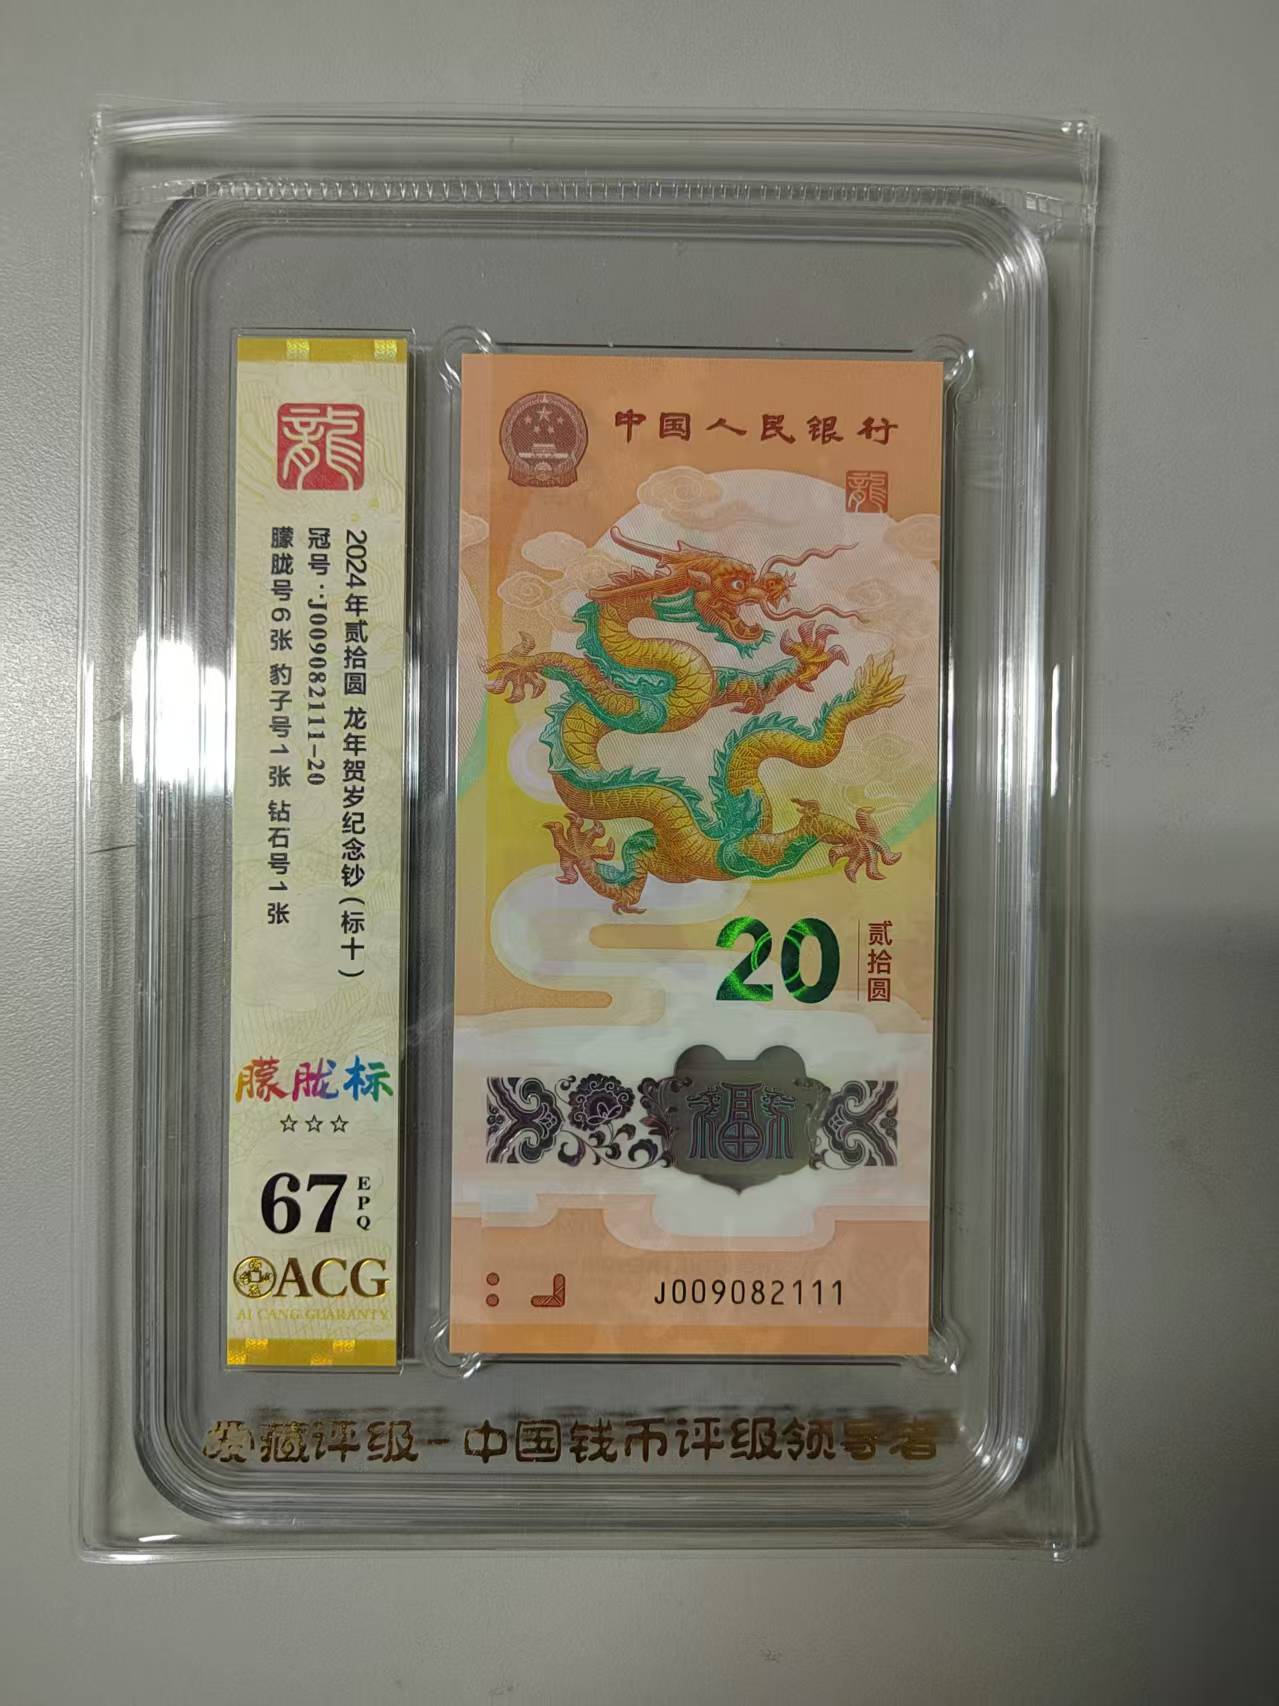 龍
2024年贰拾圆 龙年贺岁纪念钞(标十)
冠号:J009082111-20
朦胧号6张 豹子号1张 钻石号1张
朦胧标
☆☆☆
67
EPQ
ACG
AI CANG GUARANTY
中国人民银行
龍
20
贰拾圆
福
J009082111
爱藏评级-中国钱币评级领导者